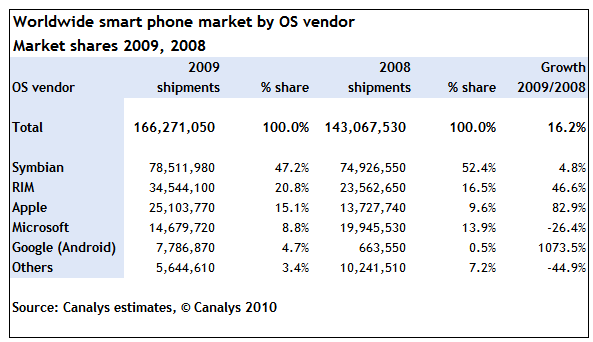 Worldwide smart phone market by OS vendor
Market shares 2009, 2008
2009 2008 Growth
OS vendor shipments % share shipments % share 2009/2008
Total 166,271,050 100.0% 143,067,530 100.0% 16.2%
Symbian 78,511,980 47.2% 74,926,550 52.4% 4.8%
RIM 34,544,100 20.8% 23,562,650 16.5% 46.6%
Apple 25,103,770 15.1% 13,727,740 9.6% 82.9%
Microsoft 14,679,720 8.8% 19,945,530 13.9% -26.4%
Google (Android) 7,786,870 4.7% 663,550 0.5% 1073.5%
Others 5,644,610 3.4% 10,241,510 7.2% -44.9%
Source: Canalys estimates, © Canalys 2010